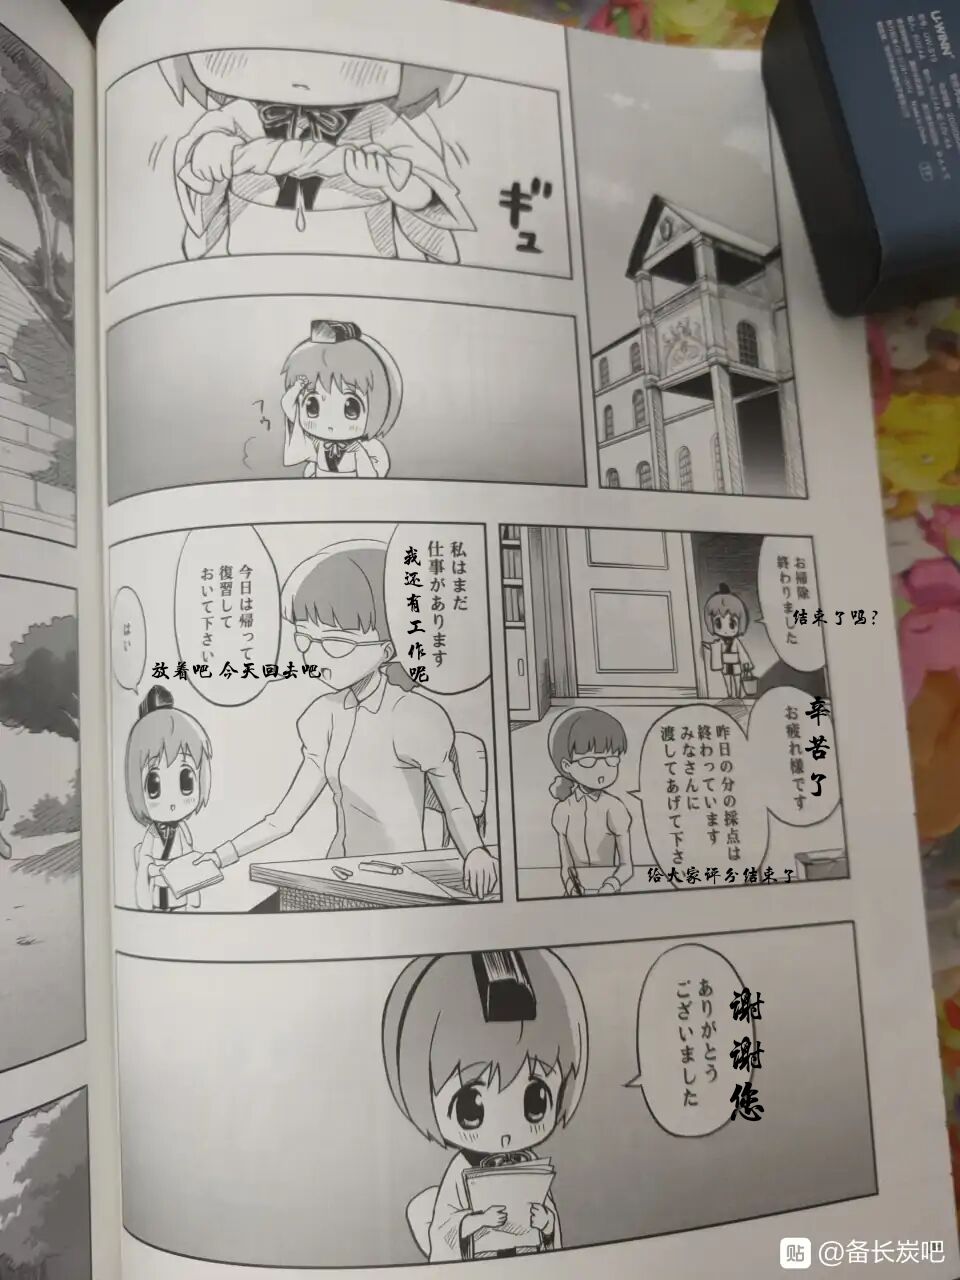 U-WINN
ギュ
フゥ
お掃除
終わりました
结束了吗?
お疲れ様です
辛苦了
昨日の分の採点は
終わっています
みなさんに
渡してあげて下さ
给大家评分结束了
私はまだ
仕事があります
我还有工作呢
今日は帰って
復習して
おいて下さい
放着吧 今天回去吧
はい
ありがとう
ございました
谢谢您
贴 @备长炭吧